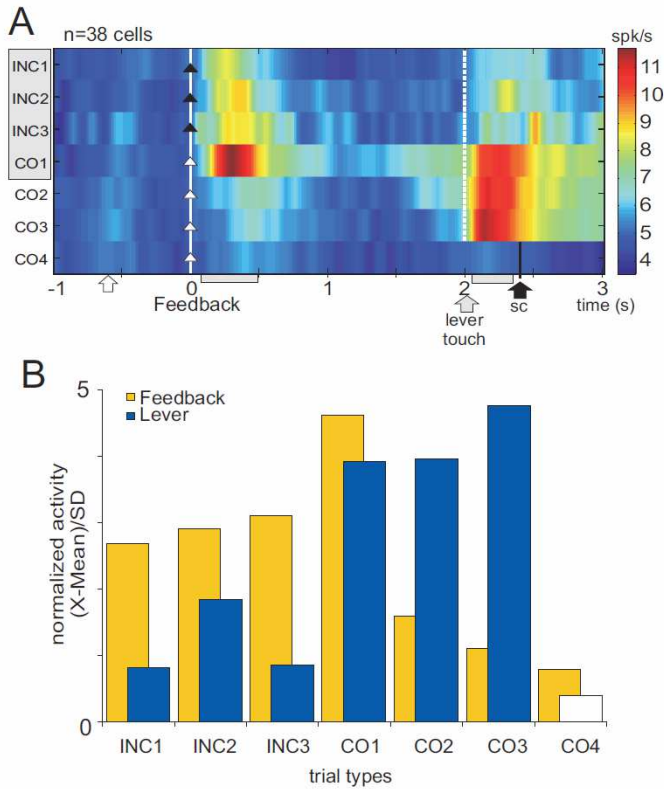 A
n=38 cells
spk/s
INC1
INC2
INC3
CO1
CO2
CO3
CO4
11
10
9
8
7
6
5
4
-1 0 1 2 3
Feedback
lever
touch
sc
time (s)
B
5
Feedback
Lever
normalized activity
(X-Mean)/SD
0
INC1 INC2 INC3 CO1 CO2 CO3 CO4
trial types